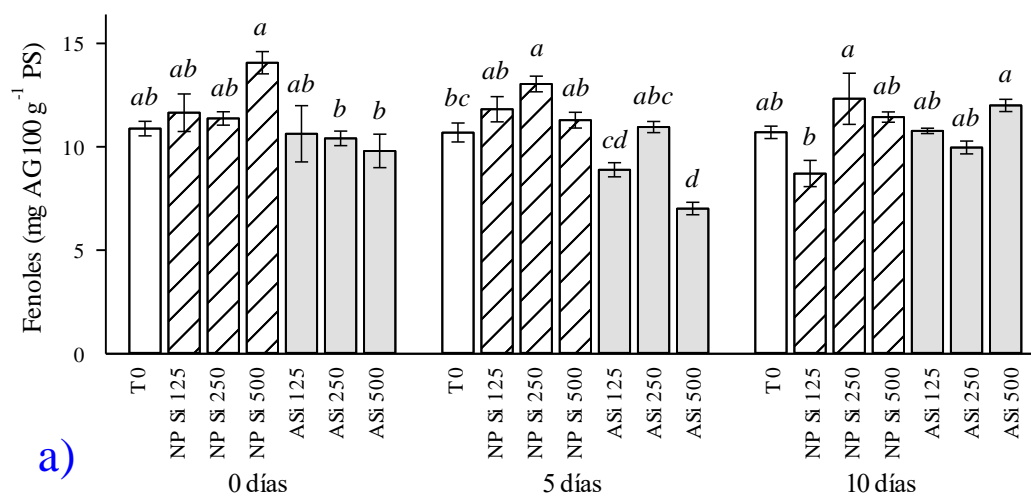 Fenoles (mg AG100 g⁻¹ PS)
15
10
5
0
ab ab ab a ab b b
bc ab a ab cd abc d
ab b a ab ab ab a
T0 NP Si 125 NP Si 250 NP Si 500 ASi 125 ASi 250 ASi 500
T0 NP Si 125 NP Si 250 NP Si 500 ASi 125 ASi 250 ASi 500
T0 NP Si 125 NP Si 250 NP Si 500 ASi 125 ASi 250 ASi 500
a)
0 días 5 días 10 días